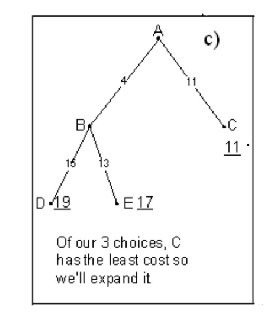 A
c)
4
11
B
C
11
15
13
D 19
E 17
Of our 3 choices, C
has the least cost so
we'll expand it